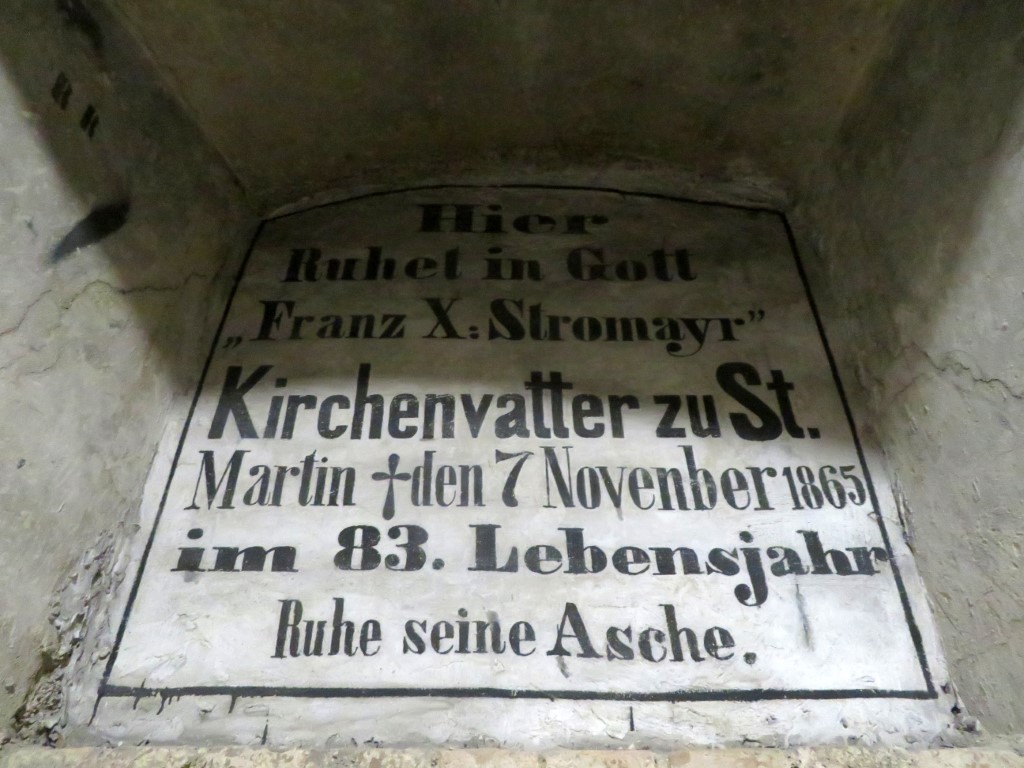 Hier
Ruhet in Gott
„Franz X. Stromayr”
Kirchenvatter zu St.
Martin † den 7 Novenber 1865
im 83. Lebensjahr
Ruhe seine Asche.